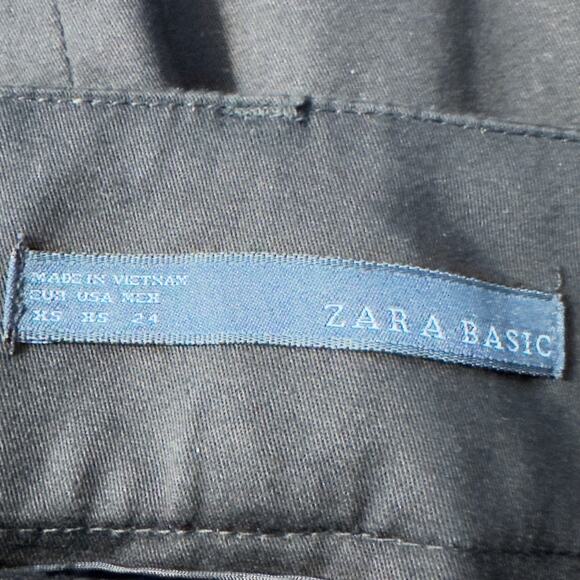 MADE IN VIETNAM
EUR USA MEX
XS XS 24
ZARA BASIC